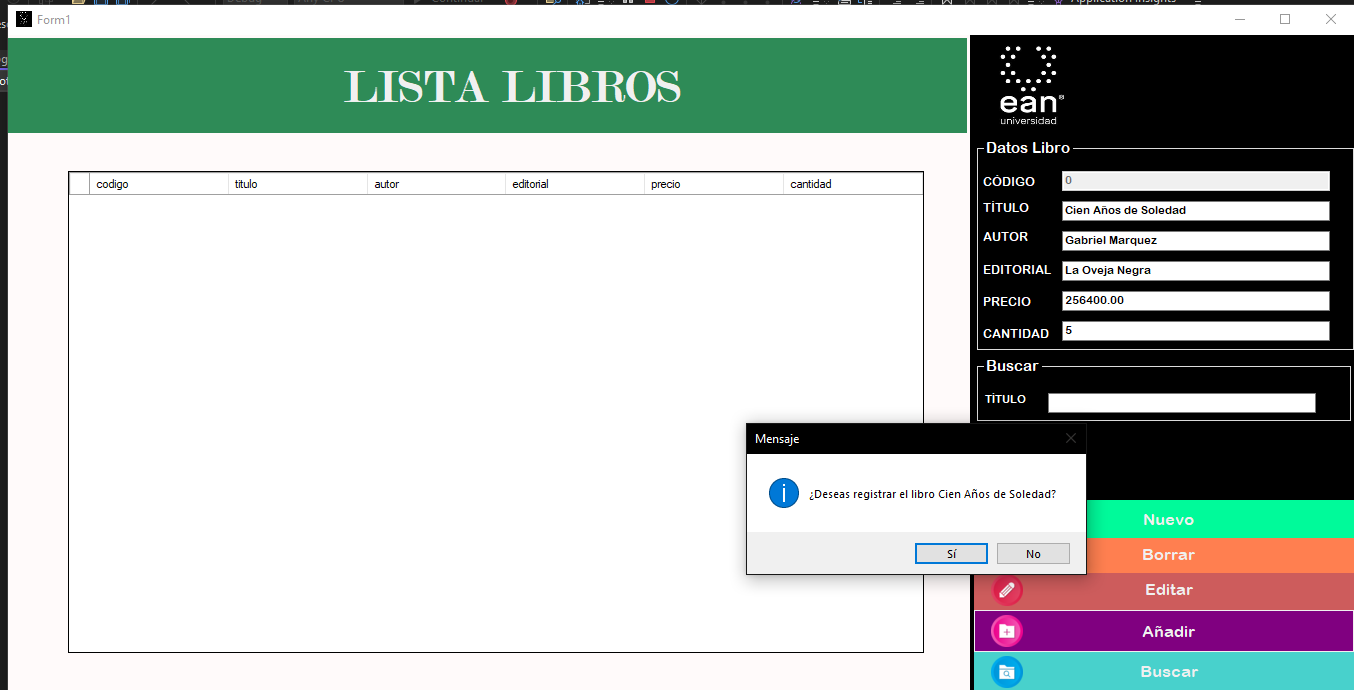 Form1
LISTA LIBROS
codigo titulo autor editorial precio cantidad
ean®
universidad
Datos Libro
CÓDIGO 0
TÍTULO Cien Años de Soledad
AUTOR Gabriel Marquez
EDITORIAL La Oveja Negra
PRECIO 256400.00
CANTIDAD 5
Buscar
TÍTULO
Mensaje
¿Deseas registrar el libro Cien Años de Soledad?
Sí No
Nuevo
Borrar
Editar
Añadir
Buscar